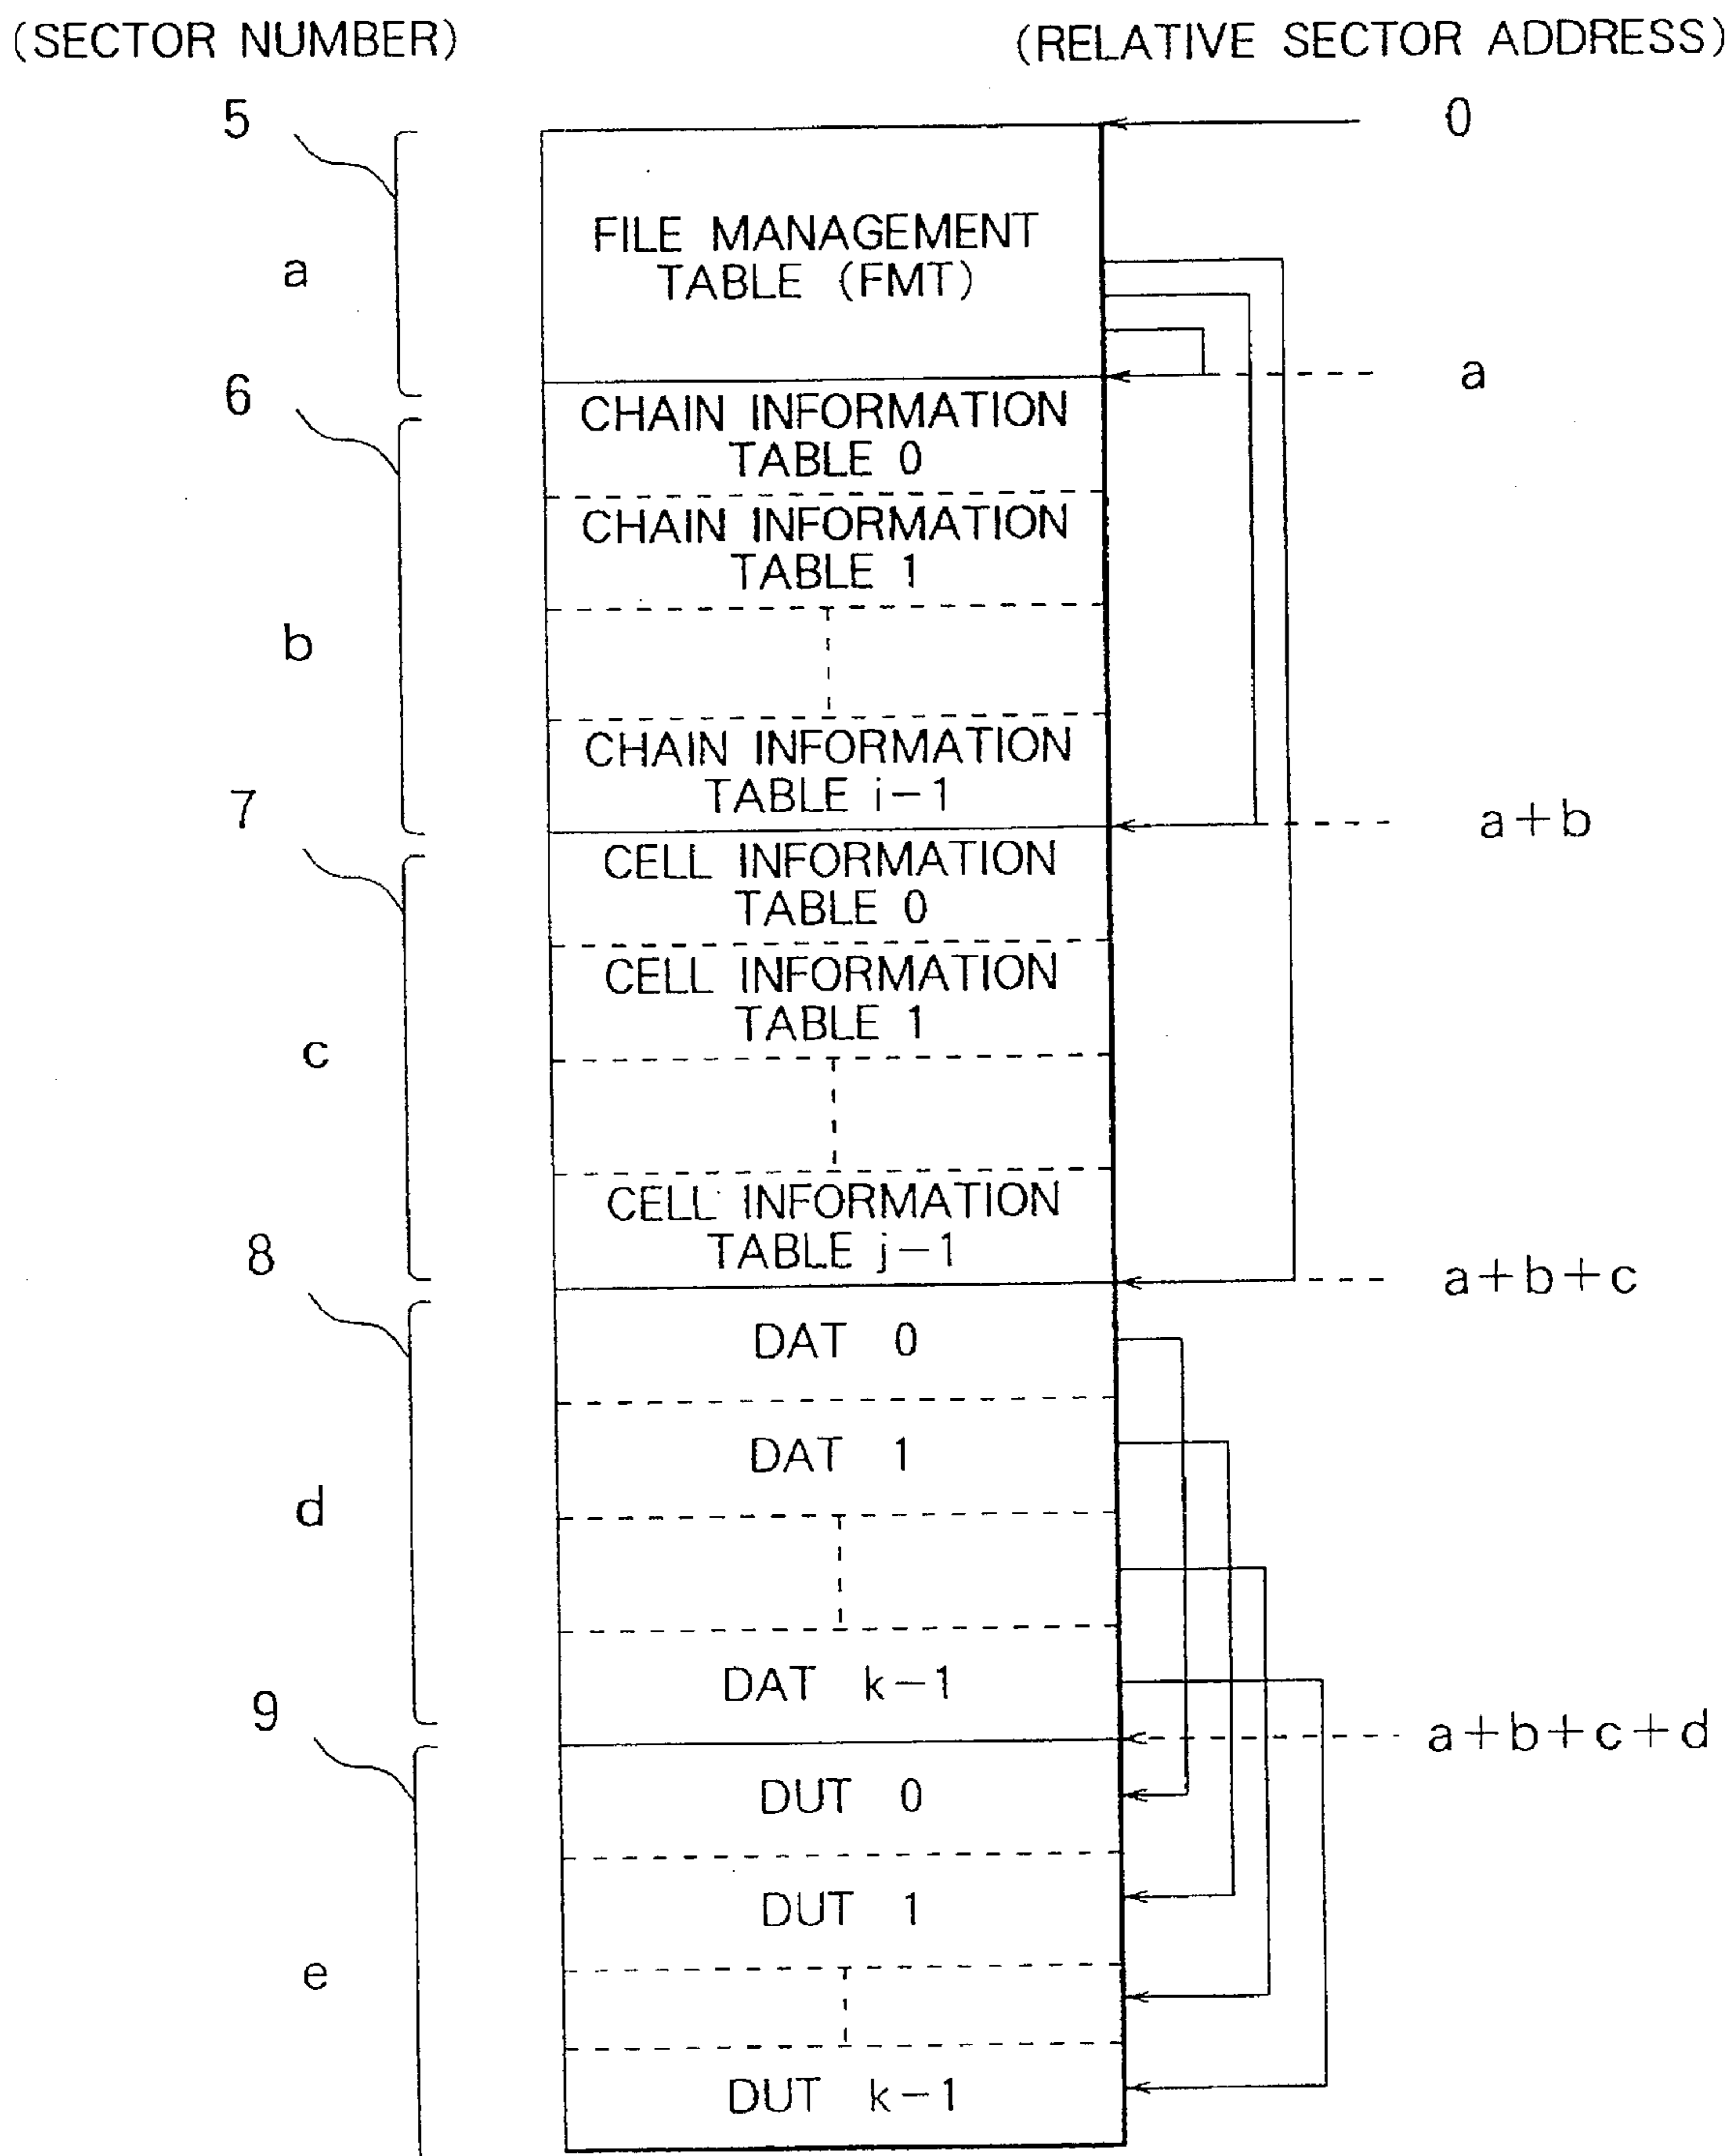 (SECTOR NUMBER)
(RELATIVE SECTOR ADDRESS)
5
0
FILE MANAGEMENT
TABLE (FMT)
a
a
6
CHAIN INFORMATION
TABLE 0
CHAIN INFORMATION
TABLE 1
b
CHAIN INFORMATION
TABLE i-1
7
a+b
CELL INFORMATION
TABLE 0
CELL INFORMATION
TABLE 1
c
CELL INFORMATION
TABLE j-1
8
a+b+c
DAT 0
DAT 1
d
DAT k-1
9
a+b+c+d
DUT 0
DUT 1
e
DUT k-1